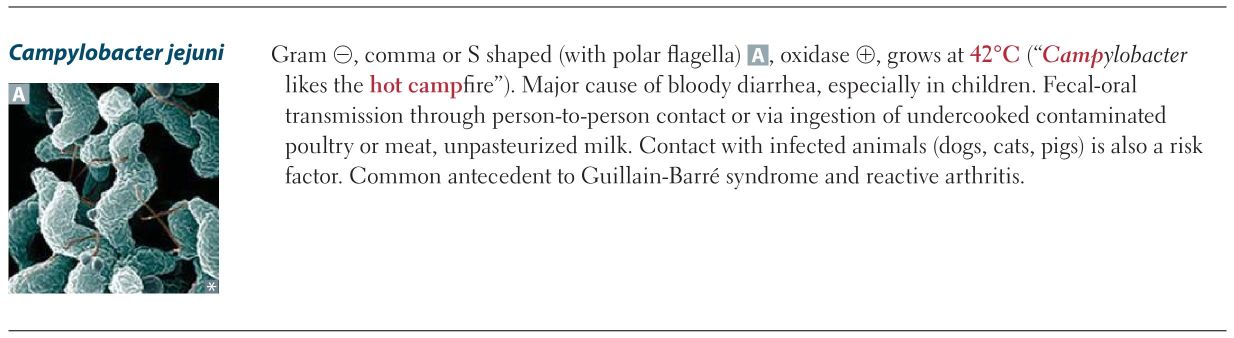 Campylobacter jejuni
A
*
Gram ⊖, comma or S shaped (with polar flagella) A, oxidase ⊕, grows at 42°C (“Campylobacter
likes the hot campfire”). Major cause of bloody diarrhea, especially in children. Fecal-oral
transmission through person-to-person contact or via ingestion of undercooked contaminated
poultry or meat, unpasteurized milk. Contact with infected animals (dogs, cats, pigs) is also a risk
factor. Common antecedent to Guillain-Barré syndrome and reactive arthritis.